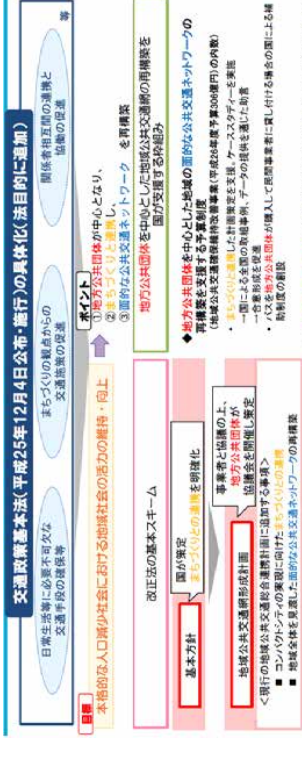 交通政策基本法(平成25年12月4日公布・施行)の具体化(法目的に追加)
日常生活等に必要不可欠な
交通手段の確保等
まちづくりの観点からの
交通施策の促進
関係者相互間の連携と
協働の促進
等
目標
本格的な人口減少社会における地域社会の活力の維持・向上
ポイント
①地方公共団体が中心となり、
②まちづくりと連携し、
③面的な公共交通ネットワーク を再構築
改正法の基本スキーム
基本方針
国が策定
まちづくりとの連携を明確化
地域公共交通網形成計画
事業者と協議の上、
地方公共団体が
協議会を開催し策定
<現行の地域公共交通総合連携計画に追加する事項>
■ コンパクトシティの実現に向けたまちづくりとの連携
■ 地域全体を見渡した面的な公共交通ネットワークの再構築
地方公共団体を中心とした地域公共交通網の再構築を
国が支援する枠組み
◆地方公共団体を中心とした地域の面的な公共交通ネットワークの
再構築を支援する予算制度
(地域公共交通確保維持改善事業(平成26年度予算306億円)の内数)
・ まちづくりと連携した計画策定を支援。ケーススタディーを実施
→国による全国の取組事例、データの提供を通じた助言
→合意形成を促進
・ バスを地方公共団体が購入して民間事業者に貸し付ける場合の国による補
助制度の創設